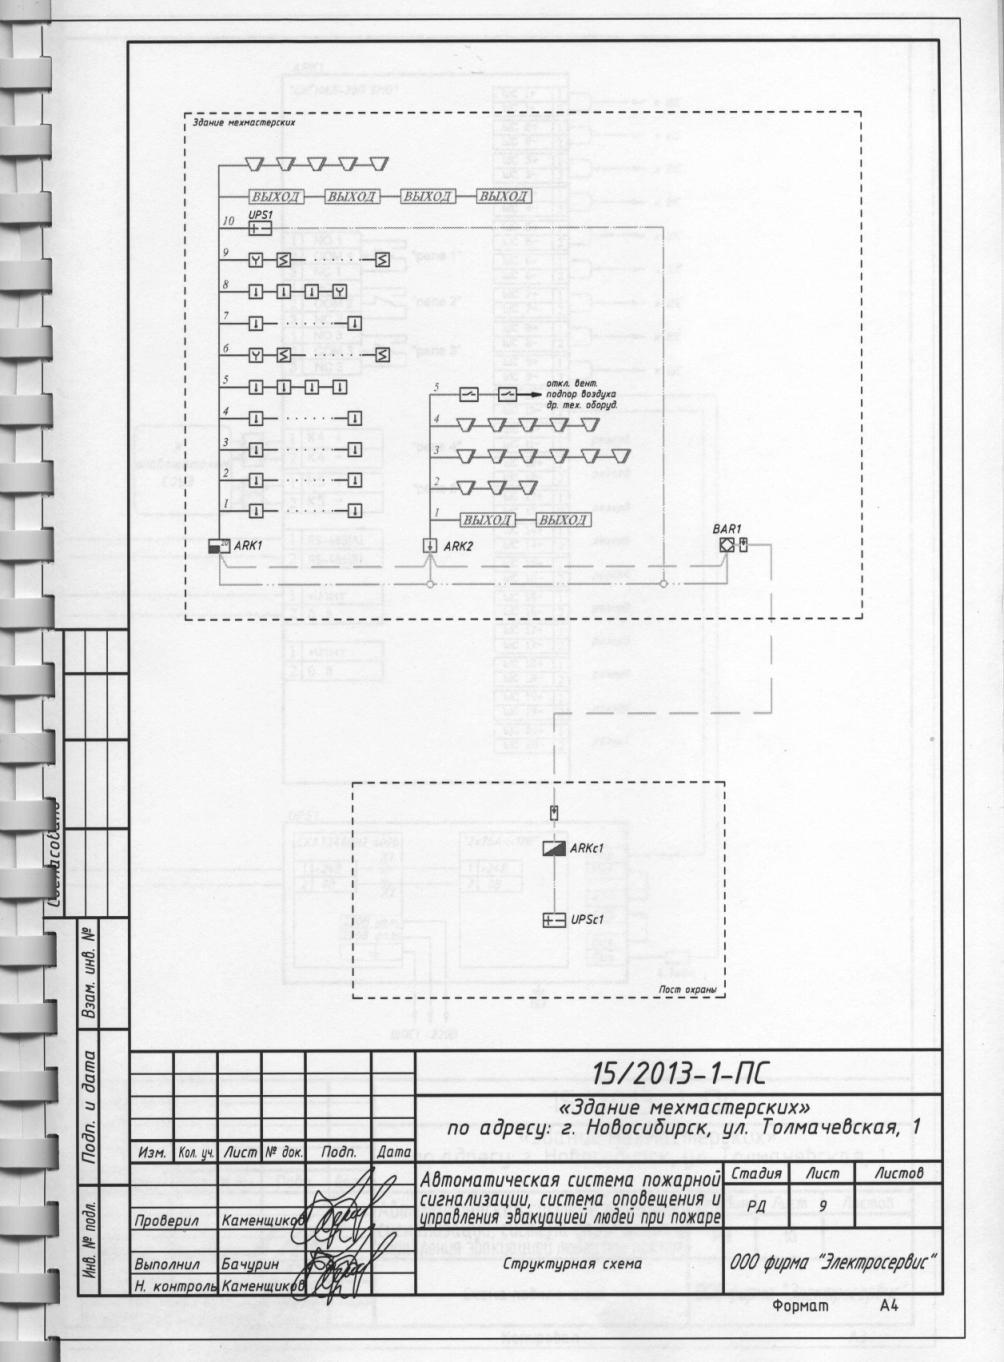 Здание мехмастерских
ВЫХОД ВЫХОД ВЫХОД ВЫХОД
UPS1
10
9
8
7
6
5
4
3
2
1
ARK1
20
5
откл. вент.
подпор воздуха
др. тех. оборуд.
4
3
2
1
ВЫХОД ВЫХОД
ARK2
BAR1
ARKc1
UPSc1
Пост охраны
Согласовано
Взам. инв. №
Подп. и дата
Инв. № подл.
15/2013-1-ПС
«Здание мехмастерских»
по адресу: г. Новосибирск, ул. Толмачевская, 1
Изм. Кол. уч. Лист № док. Подп. Дата
Автоматическая система пожарной
сигнализации, система оповещения и
управления эвакуацией людей при пожаре
Стадия Лист Листов
РД 9
Проверил Каменщиков
Выполнил Бачурин
Н. контроль Каменщиков
Структурная схема
ООО фирма "Электросервис"
Формат А4